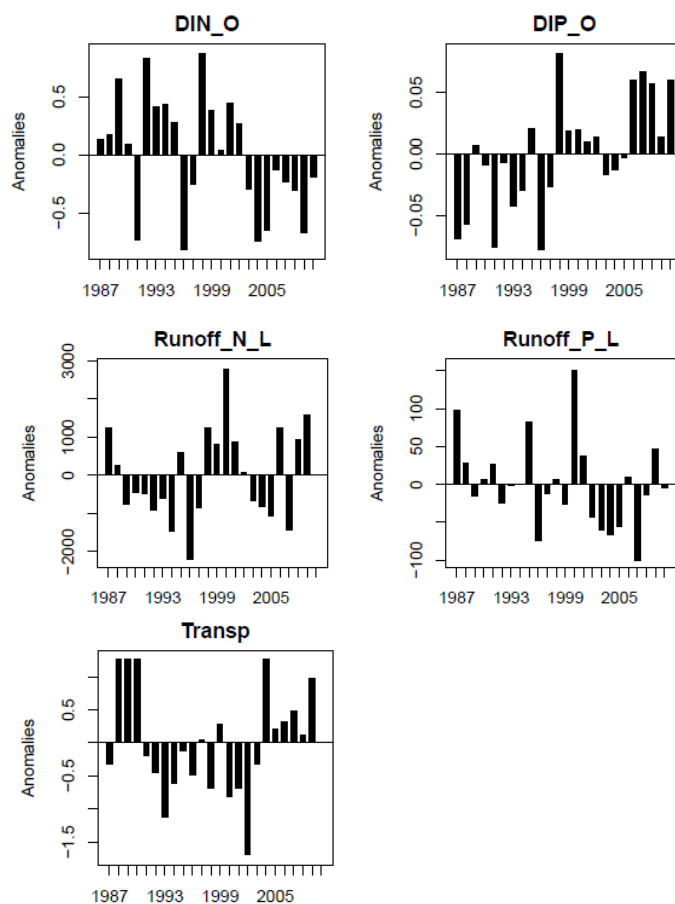 DIN_O
Anomalies
0.5
0.0
−0.5
1987 1993 1999 2005
DIP_O
Anomalies
0.05
0.00
−0.05
1987 1993 1999 2005
Runoff_N_L
Anomalies
3000
1000
0
−2000
1987 1993 1999 2005
Runoff_P_L
Anomalies
100
50
0
−100
1987 1993 1999 2005
Transp
Anomalies
0.5
−0.5
−1.5
1987 1993 1999 2005